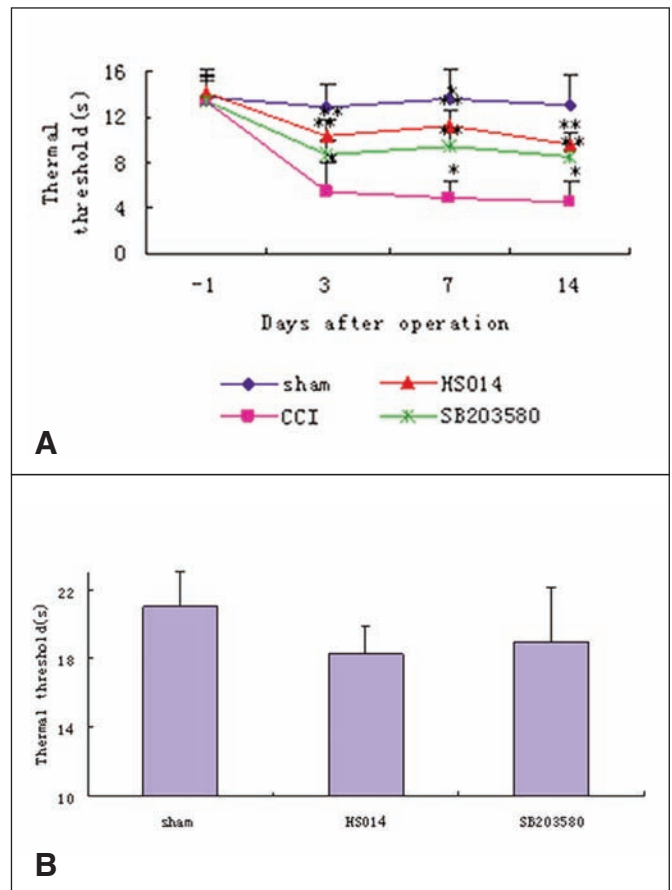 Thermal
threshold(s)
16
12
8
4
0
** **
* ** **
** **
* * *
-1 3 7 14
Days after operation
sham HS014
CCI SB203580
A
Thermal threshold(s)
22
18
14
10
sham HS014 SB203580
B